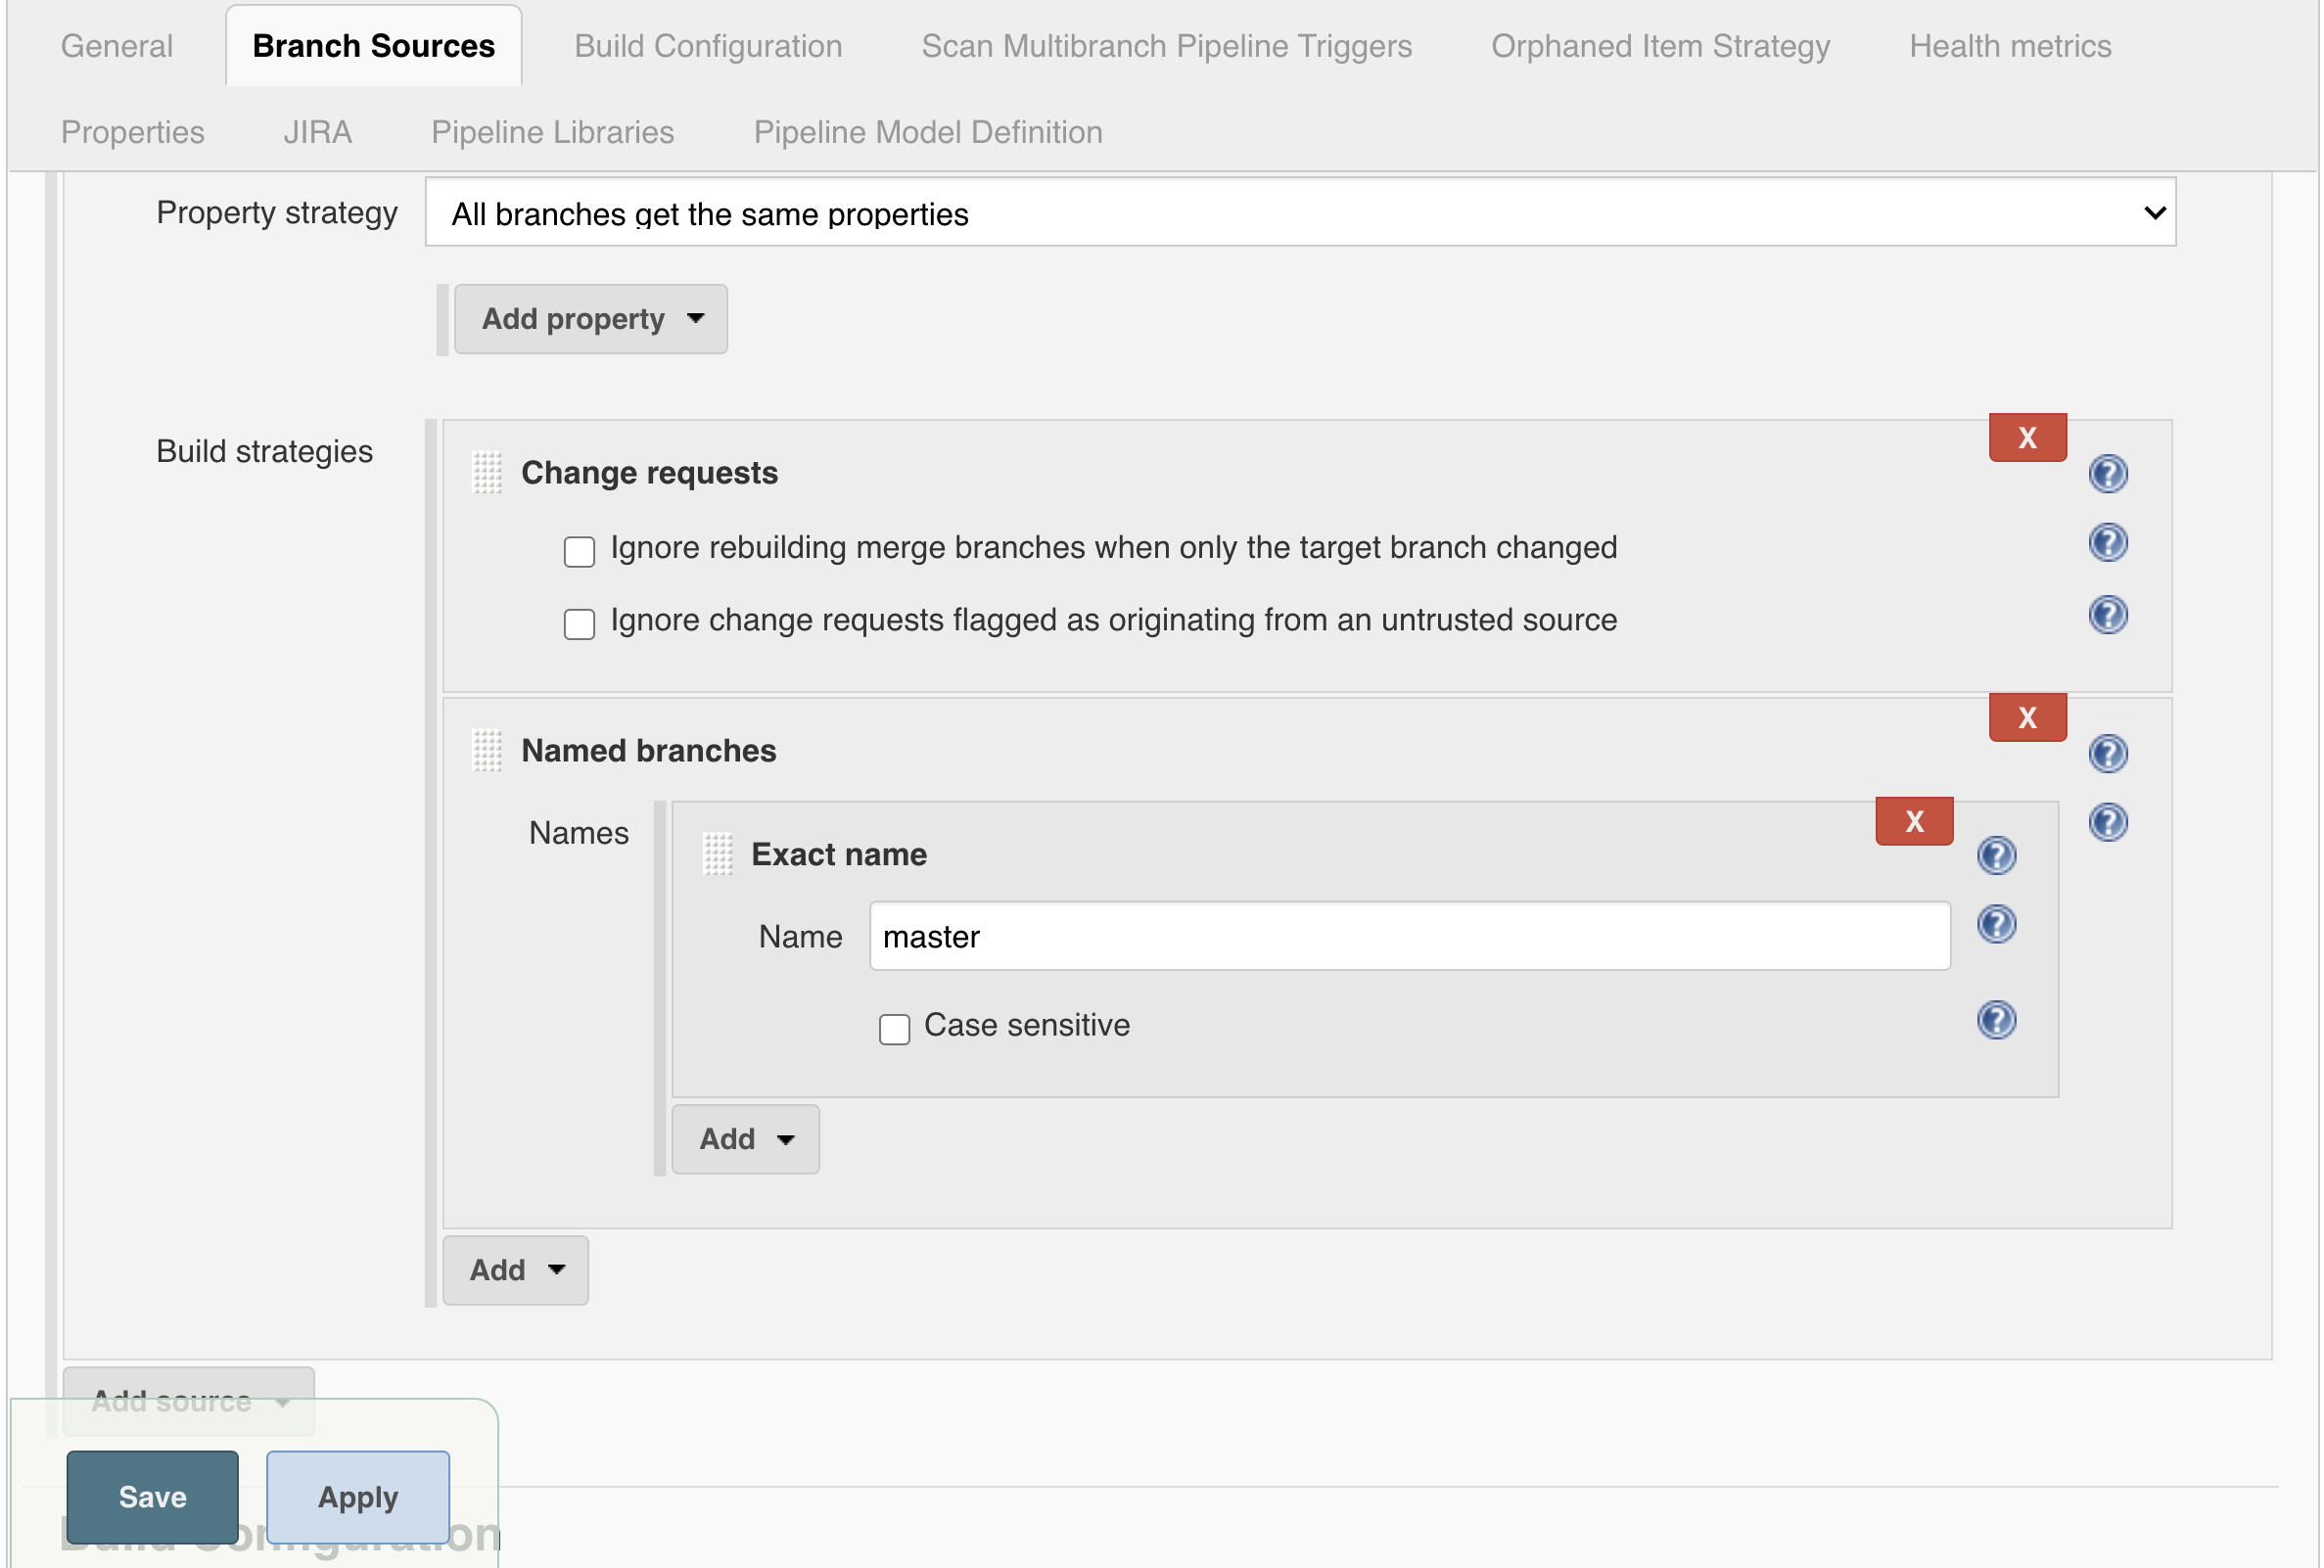 General Branch Sources Build Configuration Scan Multibranch Pipeline Triggers Orphaned Item Strategy Health metrics
Properties JIRA Pipeline Libraries Pipeline Model Definition
Property strategy All branches get the same properties
Add property
Build strategies
X
Change requests ?
Ignore rebuilding merge branches when only the target branch changed ?
Ignore change requests flagged as originating from an untrusted source ?
X
Named branches ?
Names X ?
Exact name ?
Name master ?
Case sensitive ?
Add
Add
Add source
Save Apply
Build Configuration